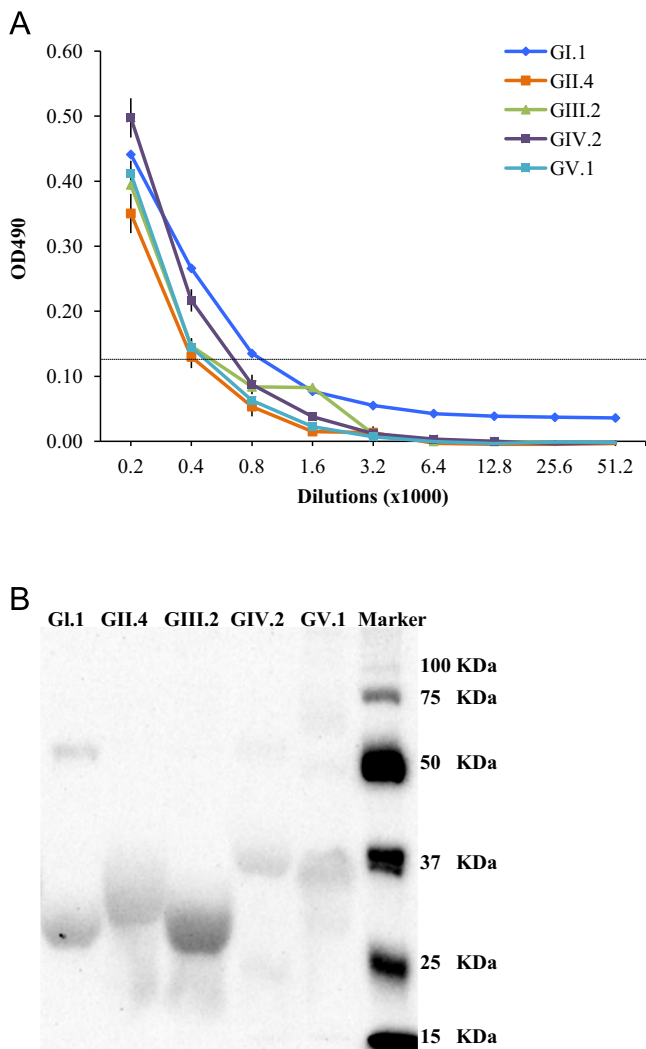 A
0.60
0.50
0.40
0.30
0.20
0.10
0.00
OD490
GI.1
GII.4
GIII.2
GIV.2
GV.1
0.2 0.4 0.8 1.6 3.2 6.4 12.8 25.6 51.2
Dilutions (x1000)
B
GI.1 GII.4 GIII.2 GIV.2 GV.1 Marker
100 KDa
75 KDa
50 KDa
37 KDa
25 KDa
15 KDa